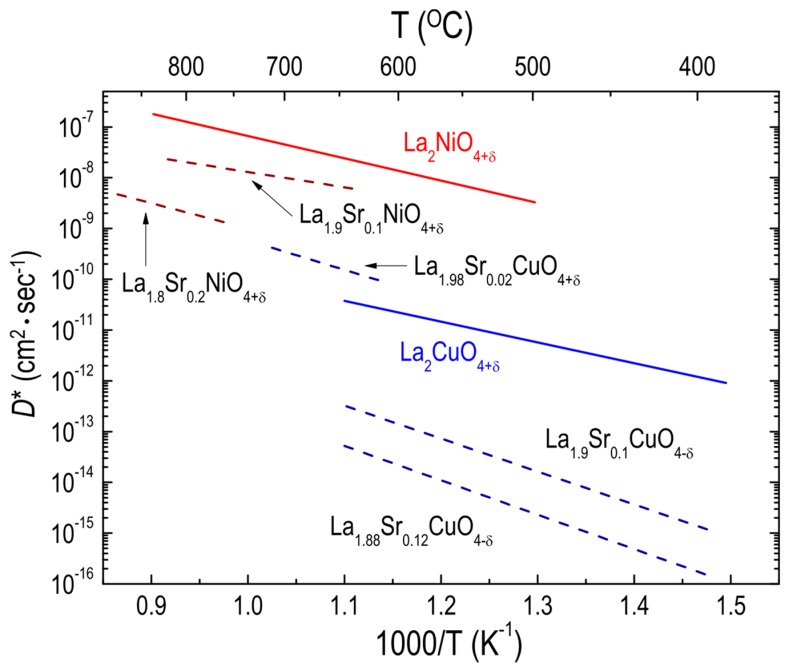 T (°C)
800 700 600 500 400
10⁻⁷
La₂NiO₄₊δ
10⁻⁸
La₁.₉Sr₀.₁NiO₄₊δ
10⁻⁹
La₁.₉₈Sr₀.₀₂CuO₄₊δ
La₁.₈Sr₀.₂NiO₄₊δ
10⁻¹⁰
10⁻¹¹
La₂CuO₄₊δ
10⁻¹²
D* (cm²·sec⁻¹)
10⁻¹³
La₁.₉Sr₀.₁CuO₄₋δ
10⁻¹⁴
La₁.₈₈Sr₀.₁₂CuO₄₋δ
10⁻¹⁵
10⁻¹⁶
0.9 1.0 1.1 1.2 1.3 1.4 1.5
1000/T (K⁻¹)